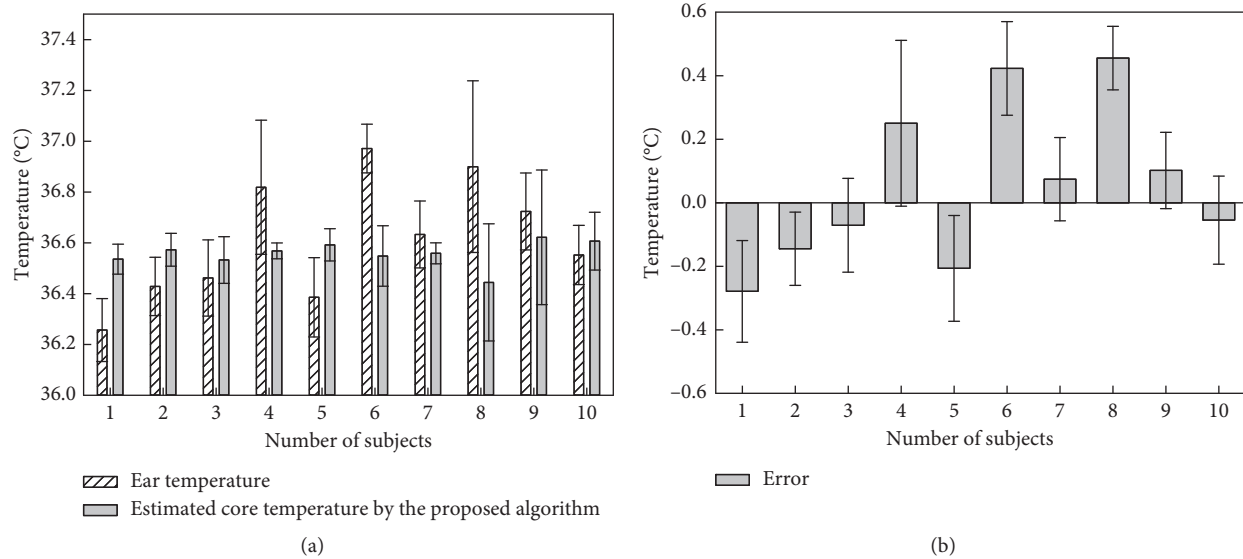 37.4
37.2
37.0
36.8
36.6
36.4
36.2
36.0
Temperature (°C)
1 2 3 4 5 6 7 8 9 10
Number of subjects
Ear temperature
Estimated core temperature by the proposed algorithm
(a)
0.6
0.4
0.2
0.0
–0.2
–0.4
–0.6
Temperature (°C)
1 2 3 4 5 6 7 8 9 10
Number of subjects
Error
(b)